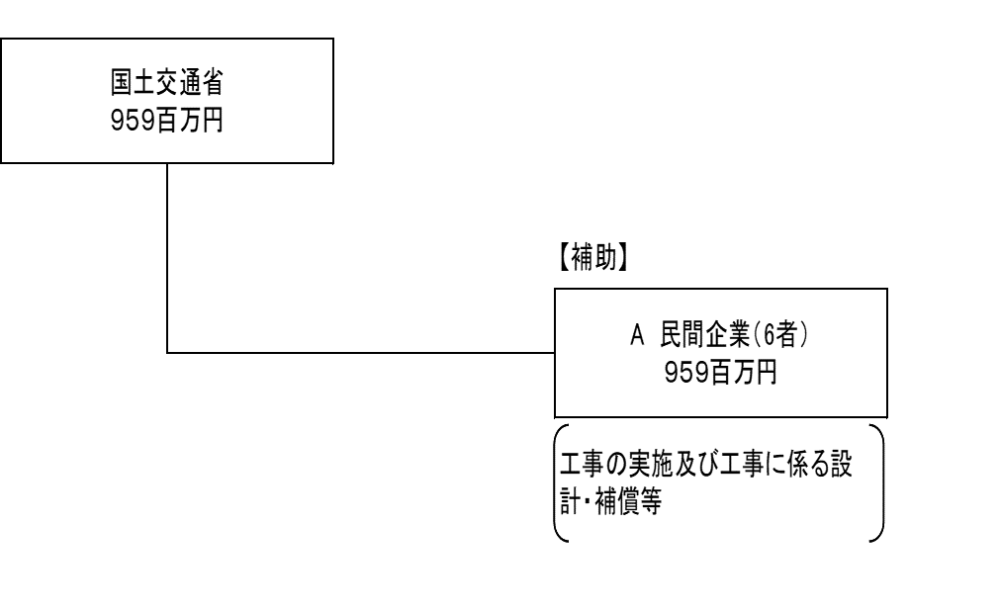 国土交通省
959百万円
【補助】
A 民間企業(6者)
959百万円
工事の実施及び工事に係る設
計・補償等